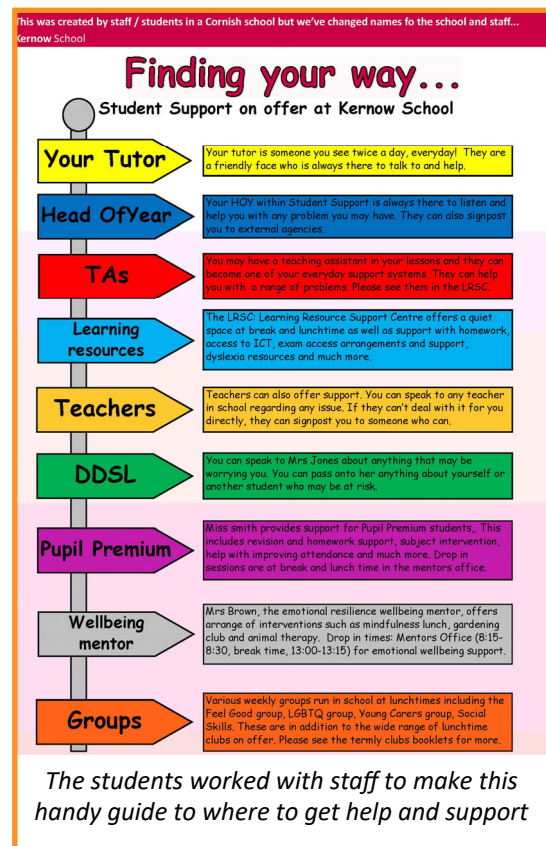 This was created by staff / students in a Cornish school but we've changed names fo the school and staff...
Kernow School
Finding your way...
Student Support on offer at Kernow School
Your Tutor
Your tutor is someone you see twice a day, everyday! They are
a friendly face who is always there to talk to and help.
Head OfYear
Your HOY within Student Support is always there to listen and
help you with any problem you may have. They can also signpost
you to external agencies.
TAs
You may have a teaching assistant in your lessons and they can
become one of your everyday support systems. They can help
you with a range of problems. Please see them in the LRSC.
Learning
resources
The LRSC: Learning Resource Support Centre offers a quiet
space at break and lunchtime as well as support with homework,
access to ICT, exam access arrangements and support,
dyslexia resources and much more.
Teachers
Teachers can also offer support. You can speak to any teacher
in school regarding any issue. If they can't deal with it for you
directly, they can signpost you to someone who can.
DDSL
You can speak to Mrs Jones about anything that may be
worrying you. You can pass onto her anything about yourself or
another student who may be at risk.
Pupil Premium
Miss smith provides support for Pupil Premium students,. This
includes revision and homework support, subject intervention,
help with improving attendance and much more. Drop in
sessions are at break and lunch time in the mentors office.
Wellbeing
mentor
Mrs Brown, the emotional resilience wellbeing mentor, offers
arrange of interventions such as mindfulness lunch, gardening
club and animal therapy. Drop in times: Mentors Office (8:15-
8:30, break time, 13:00-13:15) for emotional wellbeing support.
Groups
Various weekly groups run in school at lunchtimes including the
Feel Good group, LGBTQ group, Young Carers group, Social
Skills. These are in addition to the wide range of lunchtime
clubs on offer. Please see the termly clubs booklets for more.
The students worked with staff to make this
handy guide to where to get help and support